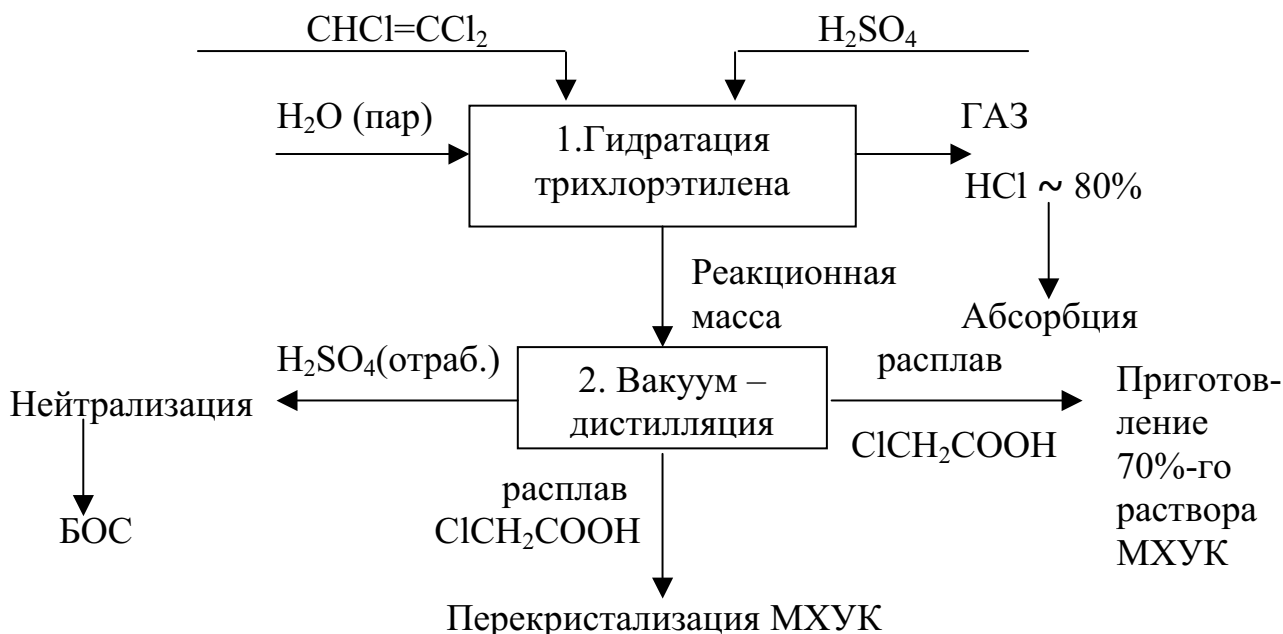 CHCl=CCl₂
H₂SO₄
H₂O (пар)
1.Гидратация
трихлорэтилена
ГАЗ
HCl ~ 80%
Реакционная
масса
Абсорбция
H₂SO₄(отраб.)
2. Вакуум –
дистилляция
расплав
ClCH₂COOH
Приготов-
ление
70%-го
раствора
МХУК
Нейтрализация
БОС
расплав
ClCH₂COOH
Перекристализация МХУК